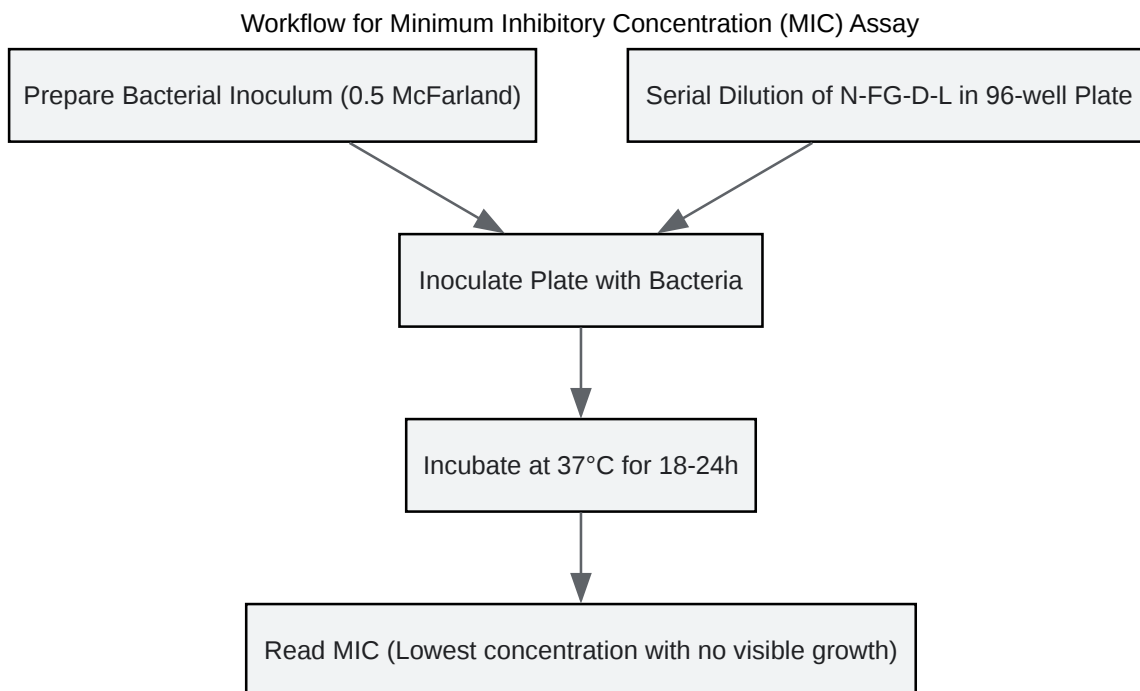 Workflow for Minimum Inhibitory Concentration (MIC) Assay
Prepare Bacterial Inoculum (0.5 McFarland)
Serial Dilution of N-FG-D-L in 96-well Plate
Inoculate Plate with Bacteria
Incubate at 37°C for 18-24h
Read MIC (Lowest concentration with no visible growth)